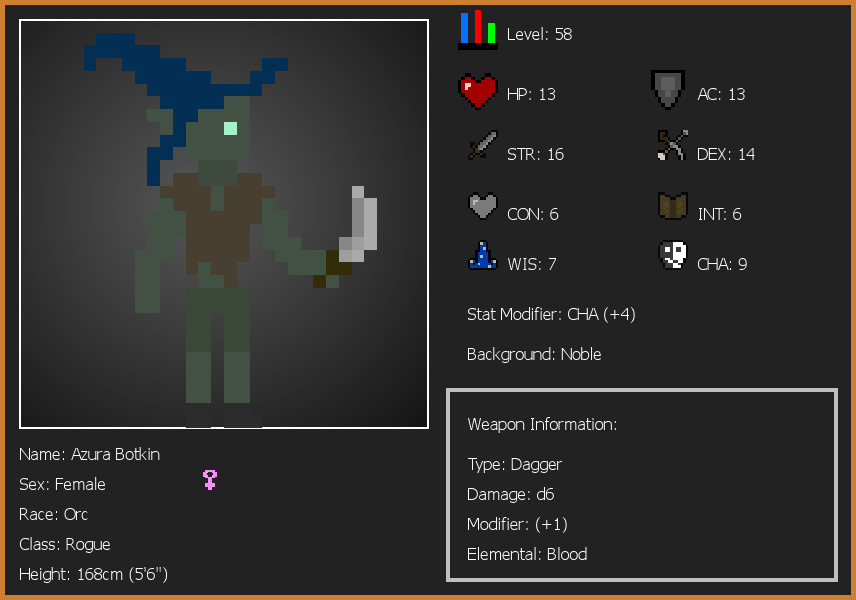 Level: 58
HP: 13
AC: 13
STR: 16
DEX: 14
CON: 6
INT: 6
WIS: 7
CHA: 9
Stat Modifier: CHA (+4)
Background: Noble
Weapon Information:
Type: Dagger
Damage: d6
Modifier: (+1)
Elemental: Blood
Name: Azura Botkin
Sex: Female
Race: Orc
Class: Rogue
Height: 168cm (5'6")